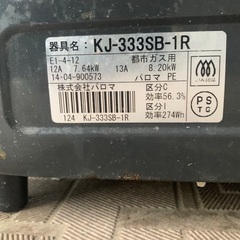 器具名: KJ-333SB-1R
E1-4-12 都市ガス用
12A 7.64kW 13A 8.20kW
14-04-900573 パロマ PE
株式会社パロマ 区分C
効率56.3%
区分I
124 KJ-333SB-1R 効率274Wh
PS
TG